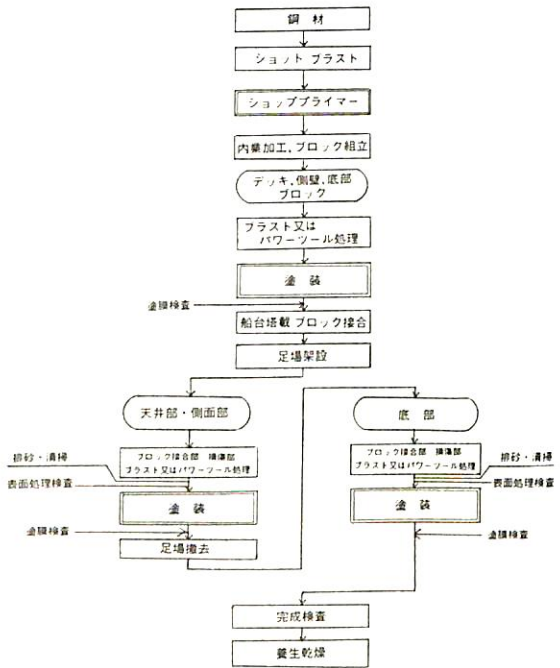 鋼材
ショットブラスト
ショッププライマー
内業加工,ブロック組立
デッキ,側壁,底部
ブロック
ブラスト又は
パワーツール処理
塗装
塗膜検査
船台塔載 ブロック接合
足場架設
天井部・側面部
ブロック接合部 損傷部
ブラスト又はパワーツール処理
排砂・清掃
表面処理検査
塗装
塗膜検査
足場撤去
底部
ブロック接合部 損傷部
ブラスト又はパワーツール処理
排砂・清掃
表面処理検査
塗装
塗膜検査
完成検査
養生乾燥